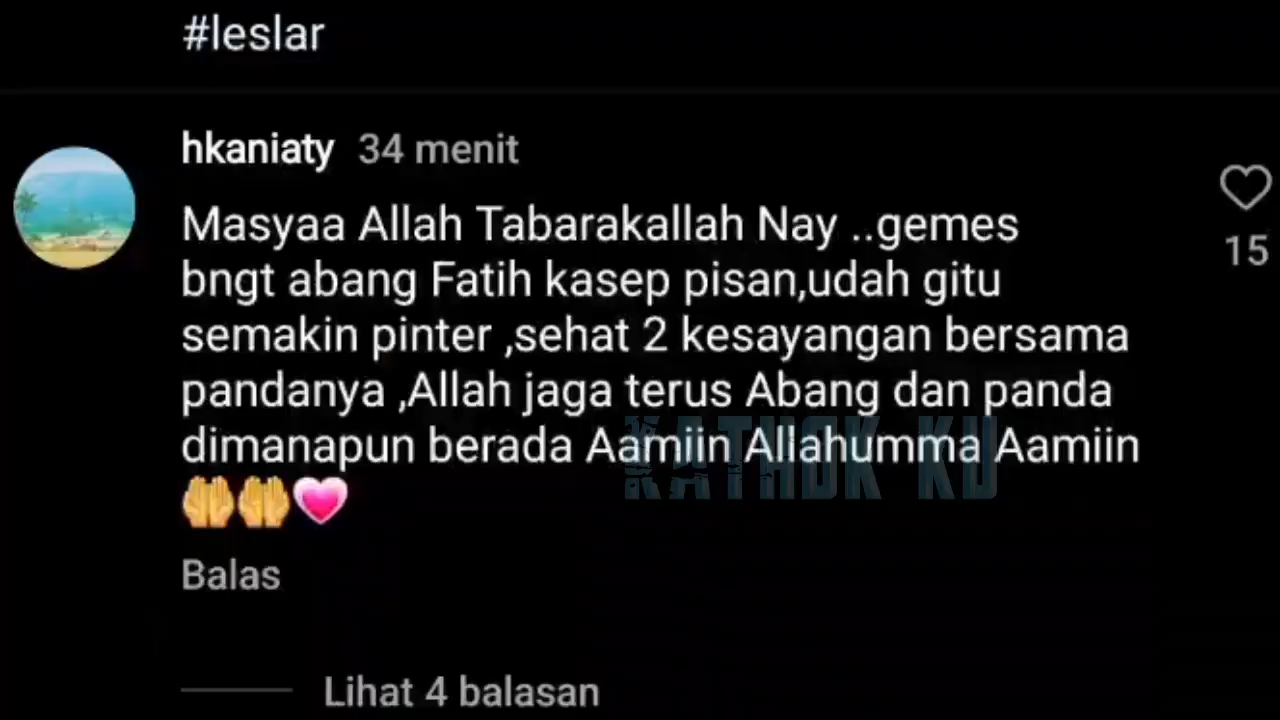 #leslar
hkaniaty 34 menit
Masyaa Allah Tabarakallah Nay ..gemes
bngt abang Fatih kasep pisan,udah gitu
semakin pinter ,sehat 2 kesayangan bersama
pandanya ,Allah jaga terus Abang dan panda
dimanapun berada Aamiin Allahumma Aamiin
🤲🤲💗
15
KATHOK KU
Balas
Lihat 4 balasan